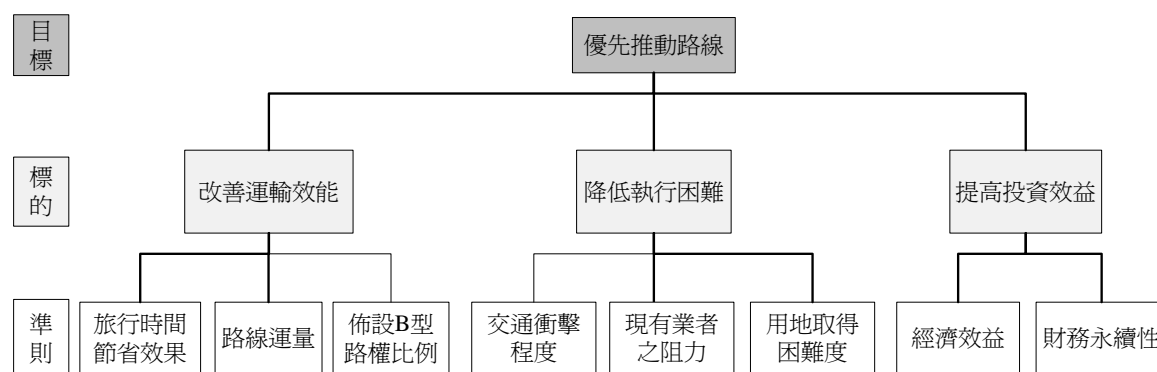 目標
優先推動路線
標的
改善運輸效能
降低執行困難
提高投資效益
準則
旅行時間
節省效果
路線運量
佈設B型
路權比例
交通衝擊
程度
現有業者
之阻力
用地取得
困難度
經濟效益
財務永續性